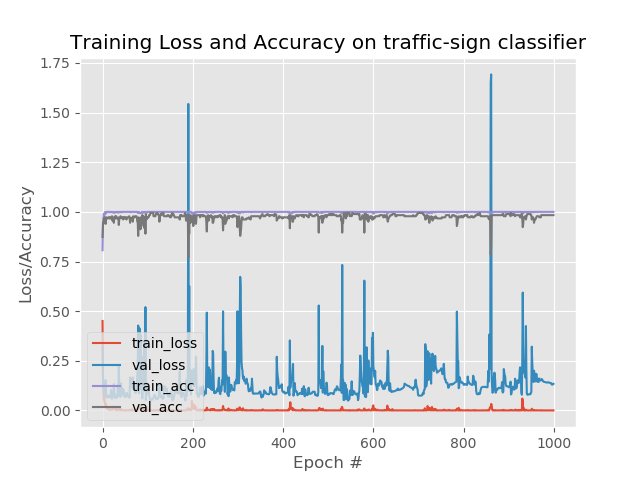 Training Loss and Accuracy on traffic-sign classifier
1.75
1.50
1.25
1.00
0.75
0.50
0.25
0.00
Loss/Accuracy
train_loss
val_loss
train_acc
val_acc
0 200 400 600 800 1000
Epoch #